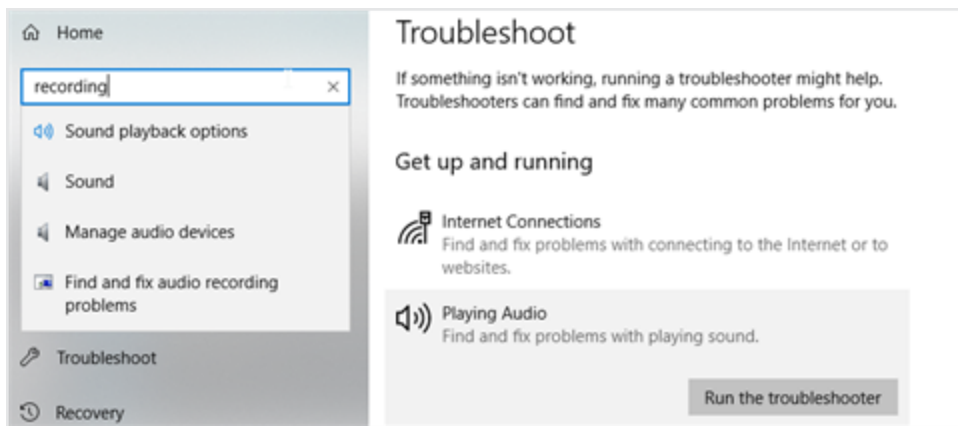 Home
recording
Sound playback options
Sound
Manage audio devices
Find and fix audio recording
problems
Troubleshoot
Recovery
Troubleshoot
If something isn't working, running a troubleshooter might help.
Troubleshooters can find and fix many common problems for you.
Get up and running
Internet Connections
Find and fix problems with connecting to the Internet or to
websites.
Playing Audio
Find and fix problems with playing sound.
Run the troubleshooter